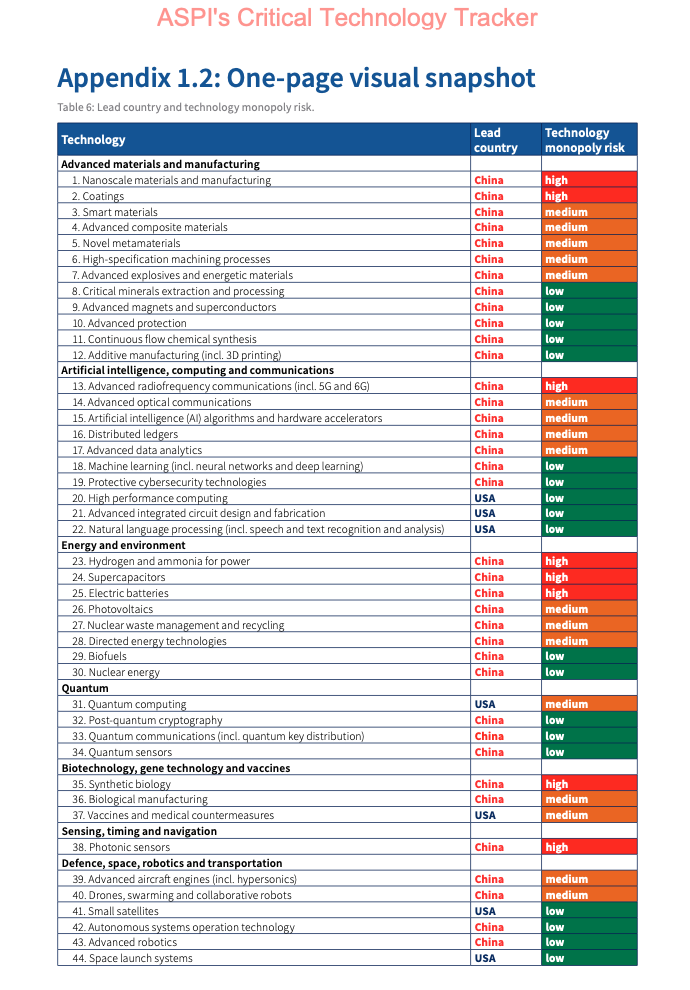 ASPI's Critical Technology Tracker
Appendix 1.2: One-page visual snapshot
Table 6: Lead country and technology monopoly risk.
Technology Lead country Technology monopoly risk
Advanced materials and manufacturing
1. Nanoscale materials and manufacturing China high
2. Coatings China high
3. Smart materials China medium
4. Advanced composite materials China medium
5. Novel metamaterials China medium
6. High-specification machining processes China medium
7. Advanced explosives and energetic materials China medium
8. Critical minerals extraction and processing China low
9. Advanced magnets and superconductors China low
10. Advanced protection China low
11. Continuous flow chemical synthesis China low
12. Additive manufacturing (incl. 3D printing) China low
Artificial intelligence, computing and communications
13. Advanced radiofrequency communications (incl. 5G and 6G) China high
14. Advanced optical communications China medium
15. Artificial intelligence (AI) algorithms and hardware accelerators China medium
16. Distributed ledgers China medium
17. Advanced data analytics China medium
18. Machine learning (incl. neural networks and deep learning) China low
19. Protective cybersecurity technologies China low
20. High performance computing USA low
21. Advanced integrated circuit design and fabrication USA low
22. Natural language processing (incl. speech and text recognition and analysis) USA low
Energy and environment
23. Hydrogen and ammonia for power China high
24. Supercapacitors China high
25. Electric batteries China high
26. Photovoltaics China medium
27. Nuclear waste management and recycling China medium
28. Directed energy technologies China medium
29. Biofuels China low
30. Nuclear energy China low
Quantum
31. Quantum computing USA medium
32. Post-quantum cryptography China low
33. Quantum communications (incl. quantum key distribution) China low
34. Quantum sensors China low
Biotechnology, gene technology and vaccines
35. Synthetic biology China high
36. Biological manufacturing China medium
37. Vaccines and medical countermeasures USA medium
Sensing, timing and navigation
38. Photonic sensors China high
Defence, space, robotics and transportation
39. Advanced aircraft engines (incl. hypersonics) China medium
40. Drones, swarming and collaborative robots China medium
41. Small satellites USA low
42. Autonomous systems operation technology China low
43. Advanced robotics China low
44. Space launch systems USA low